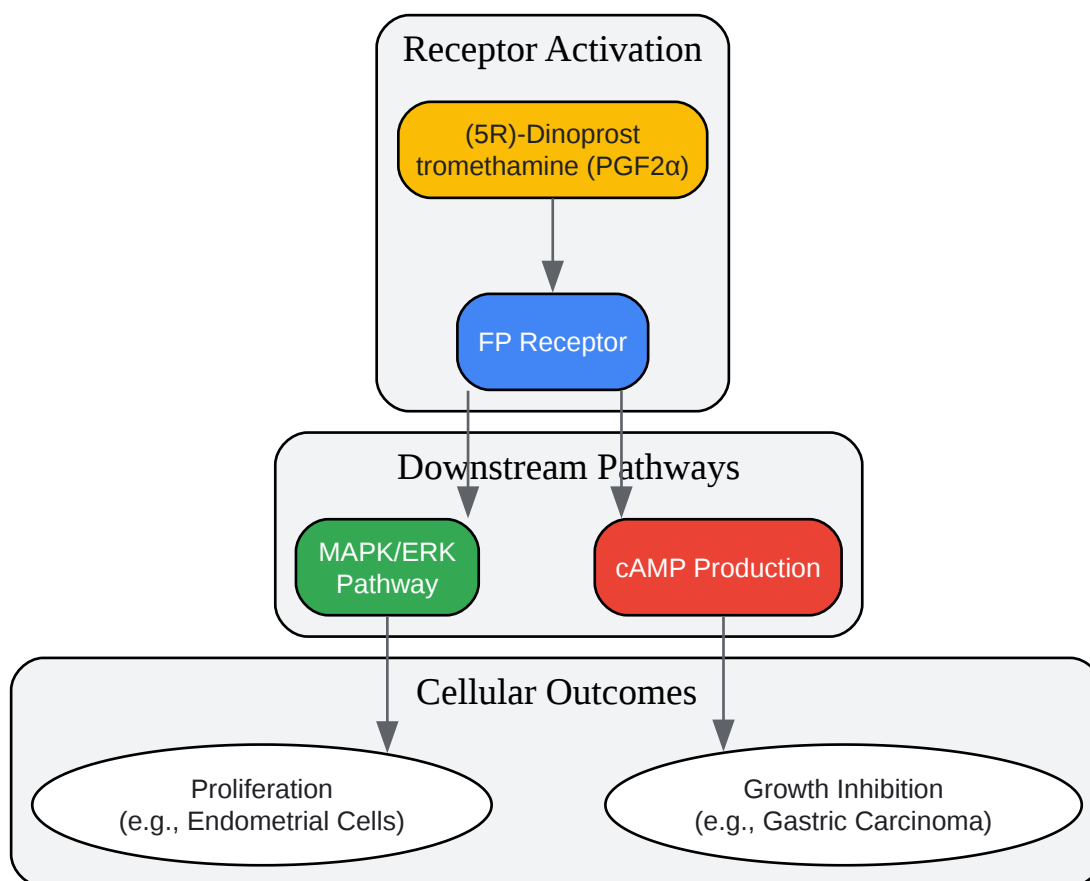 Receptor Activation
(5R)-Dinoprost
tromethamine (PGF2α)
FP Receptor
Downstream Pathways
MAPK/ERK
Pathway
cAMP Production
Cellular Outcomes
Proliferation
(e.g., Endometrial Cells)
Growth Inhibition
(e.g., Gastric Carcinoma)